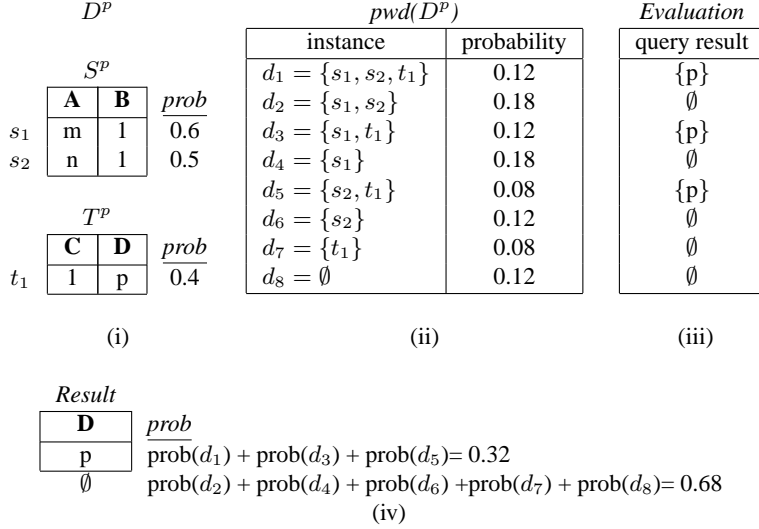 D^p pwd(D^p) Evaluation
instance probability query result
S^p
A B prob
s_1 m 1 0.6
s_2 n 1 0.5
T^p
C D prob
t_1 1 p 0.4
d_1 = {s_1, s_2, t_1} 0.12 {p}
d_2 = {s_1, s_2} 0.18 ∅
d_3 = {s_1, t_1} 0.12 {p}
d_4 = {s_1} 0.18 ∅
d_5 = {s_2, t_1} 0.08 {p}
d_6 = {s_2} 0.12 ∅
d_7 = {t_1} 0.08 ∅
d_8 = ∅ 0.12 ∅
(i) (ii) (iii)
Result
D prob
p prob(d_1) + prob(d_3) + prob(d_5)= 0.32
∅ prob(d_2) + prob(d_4) + prob(d_6) +prob(d_7) + prob(d_8)= 0.68
(iv)